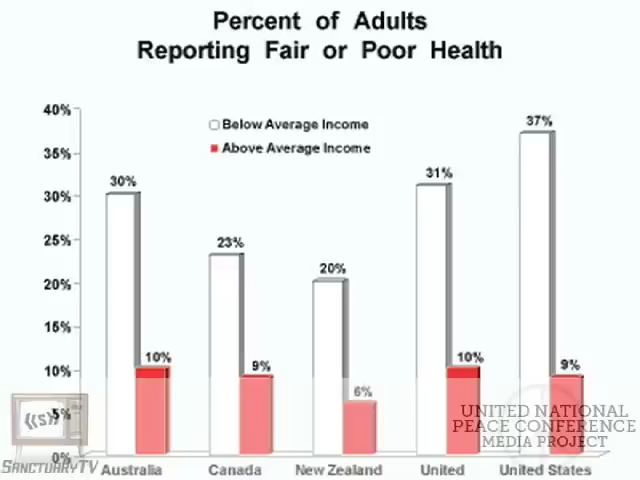 Percent of Adults
Reporting Fair or Poor Health
40%
35%
30%
25%
20%
15%
10%
5%
0%
Below Average Income
Above Average Income
30%
10%
23%
9%
20%
6%
31%
10%
37%
9%
Australia
Canada
New Zealand
United
United States
((S))
SANCTUARYTV
UNITED NATIONAL
PEACE CONFERENCE
MEDIA PROJECT